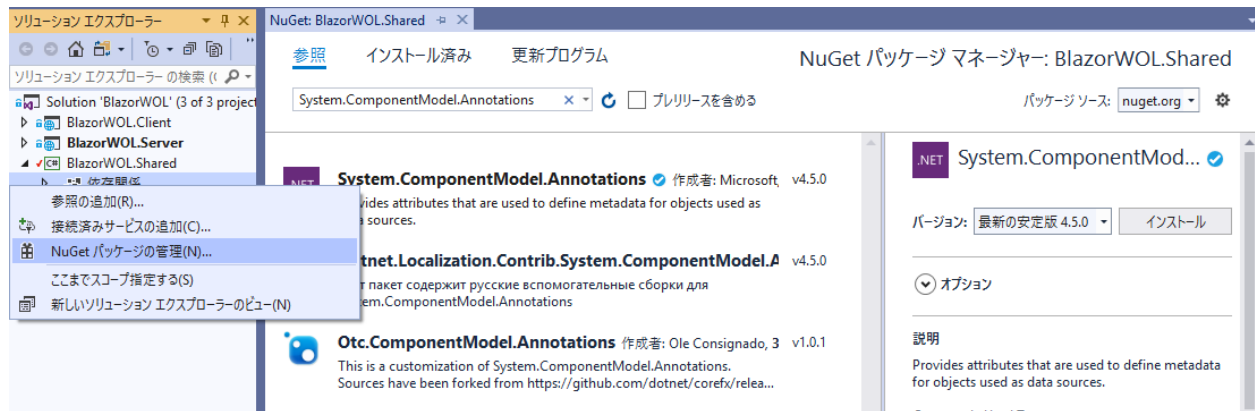 ソリューション エクスプローラー
ソリューション エクスプローラー の検索 ((
Solution 'BlazorWOL' (3 of 3 project
BlazorWOL.Client
BlazorWOL.Server
BlazorWOL.Shared
依存関係
参照の追加(R)...
接続済みサービスの追加(C)...
NuGet パッケージの管理(N)...
ここまでスコープ指定する(S)
新しいソリューション エクスプローラーのビュー(N)
NuGet: BlazorWOL.Shared
参照 インストール済み 更新プログラム
NuGet パッケージ マネージャー: BlazorWOL.Shared
System.ComponentModel.Annotations
プレリリースを含める
パッケージ ソース: nuget.org
.NET
System.ComponentModel.Annotations 作成者: Microsoft, v4.5.0
vides attributes that are used to define metadata for objects used as
sources.
tnet.Localization.Contrib.System.ComponentModel.A v4.5.0
т пакет содержит русские вспомогательные сборки для
em.ComponentModel.Annotations
Otc.ComponentModel.Annotations 作成者: Ole Consignado, 3 v1.0.1
This is a customization of System.ComponentModel.Annotations.
Sources have been forked from https://github.com/dotnet/corefx/relea...
.NET
System.ComponentMod...
バージョン: 最新の安定版 4.5.0 インストール
オプション
説明
Provides attributes that are used to define metadata
for objects used as data sources.